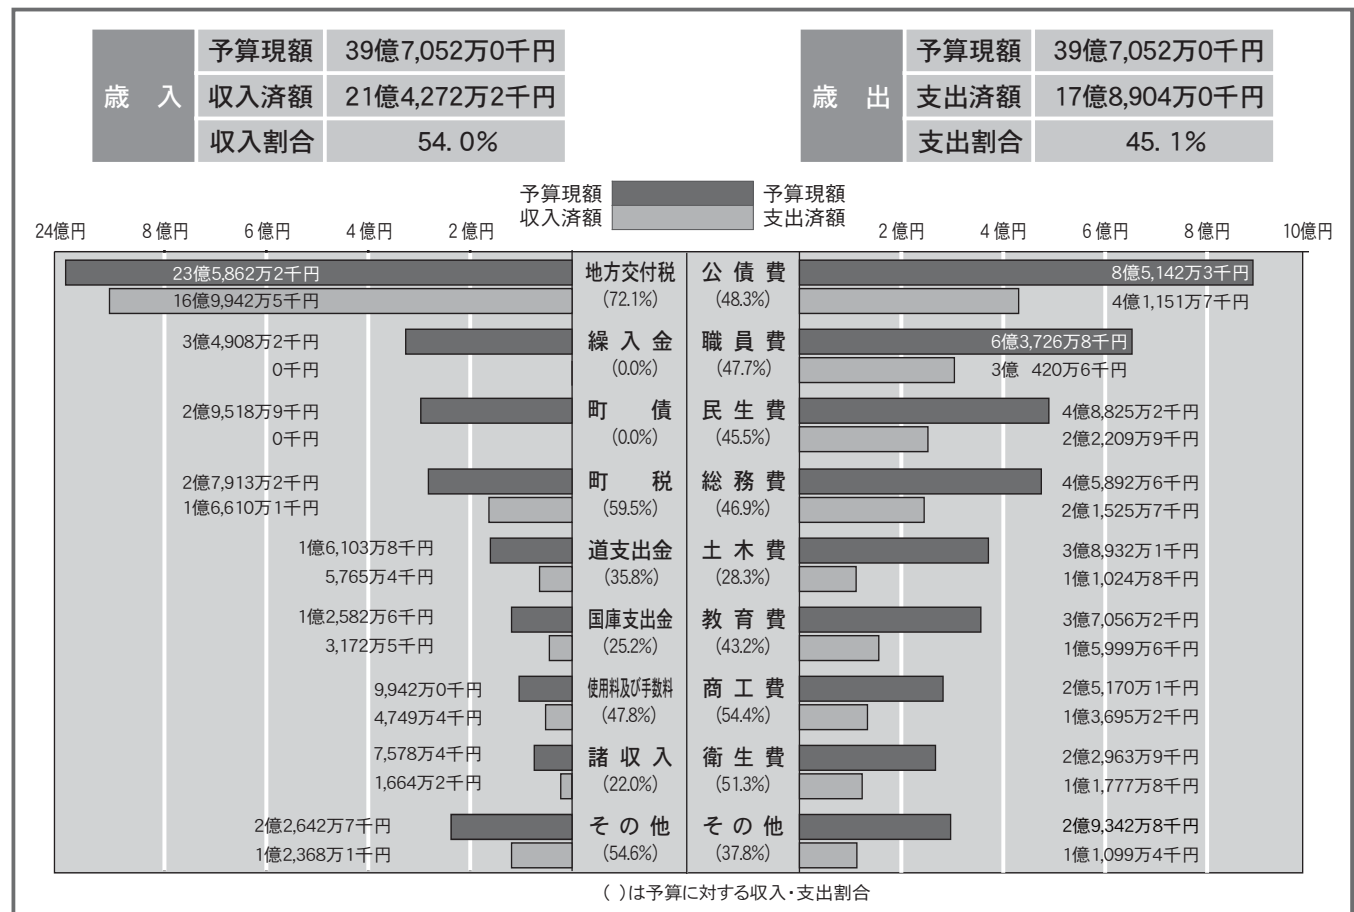 歳 入
予算現額 39億7,052万0千円
収入済額 21億4,272万2千円
収入割合 54. 0%
歳 出
予算現額 39億7,052万0千円
支出済額 17億8,904万0千円
支出割合 45. 1%
予算現額 予算現額
収入済額 支出済額
24億円 8億円 6億円 4億円 2億円 2億円 4億円 6億円 8億円 10億円
23億5,862万2千円 地方交付税 公債費 8億5,142万3千円
16億9,942万5千円 (72.1%) (48.3%) 4億1,151万7千円
3億4,908万2千円 繰入金 職員費 6億3,726万8千円
0千円 (0.0%) (47.7%) 3億 420万6千円
2億9,518万9千円 町 債 民生費 4億8,825万2千円
0千円 (0.0%) (45.5%) 2億2,209万9千円
2億7,913万2千円 町 税 総務費 4億5,892万6千円
1億6,610万1千円 (59.5%) (46.9%) 2億1,525万7千円
1億6,103万8千円 道支出金 土木費 3億8,932万1千円
5,765万4千円 (35.8%) (28.3%) 1億1,024万8千円
1億2,582万6千円 国庫支出金 教育費 3億7,056万2千円
3,172万5千円 (25.2%) (43.2%) 1億5,999万6千円
9,942万0千円 使用料及び手数料 商工費 2億5,170万1千円
4,749万4千円 (47.8%) (54.4%) 1億3,695万2千円
7,578万4千円 諸収入 衛生費 2億2,963万9千円
1,664万2千円 (22.0%) (51.3%) 1億1,777万8千円
2億2,642万7千円 その他 その他 2億9,342万8千円
1億2,368万1千円 (54.6%) (37.8%) 1億1,099万4千円
( )は予算に対する収入・支出割合